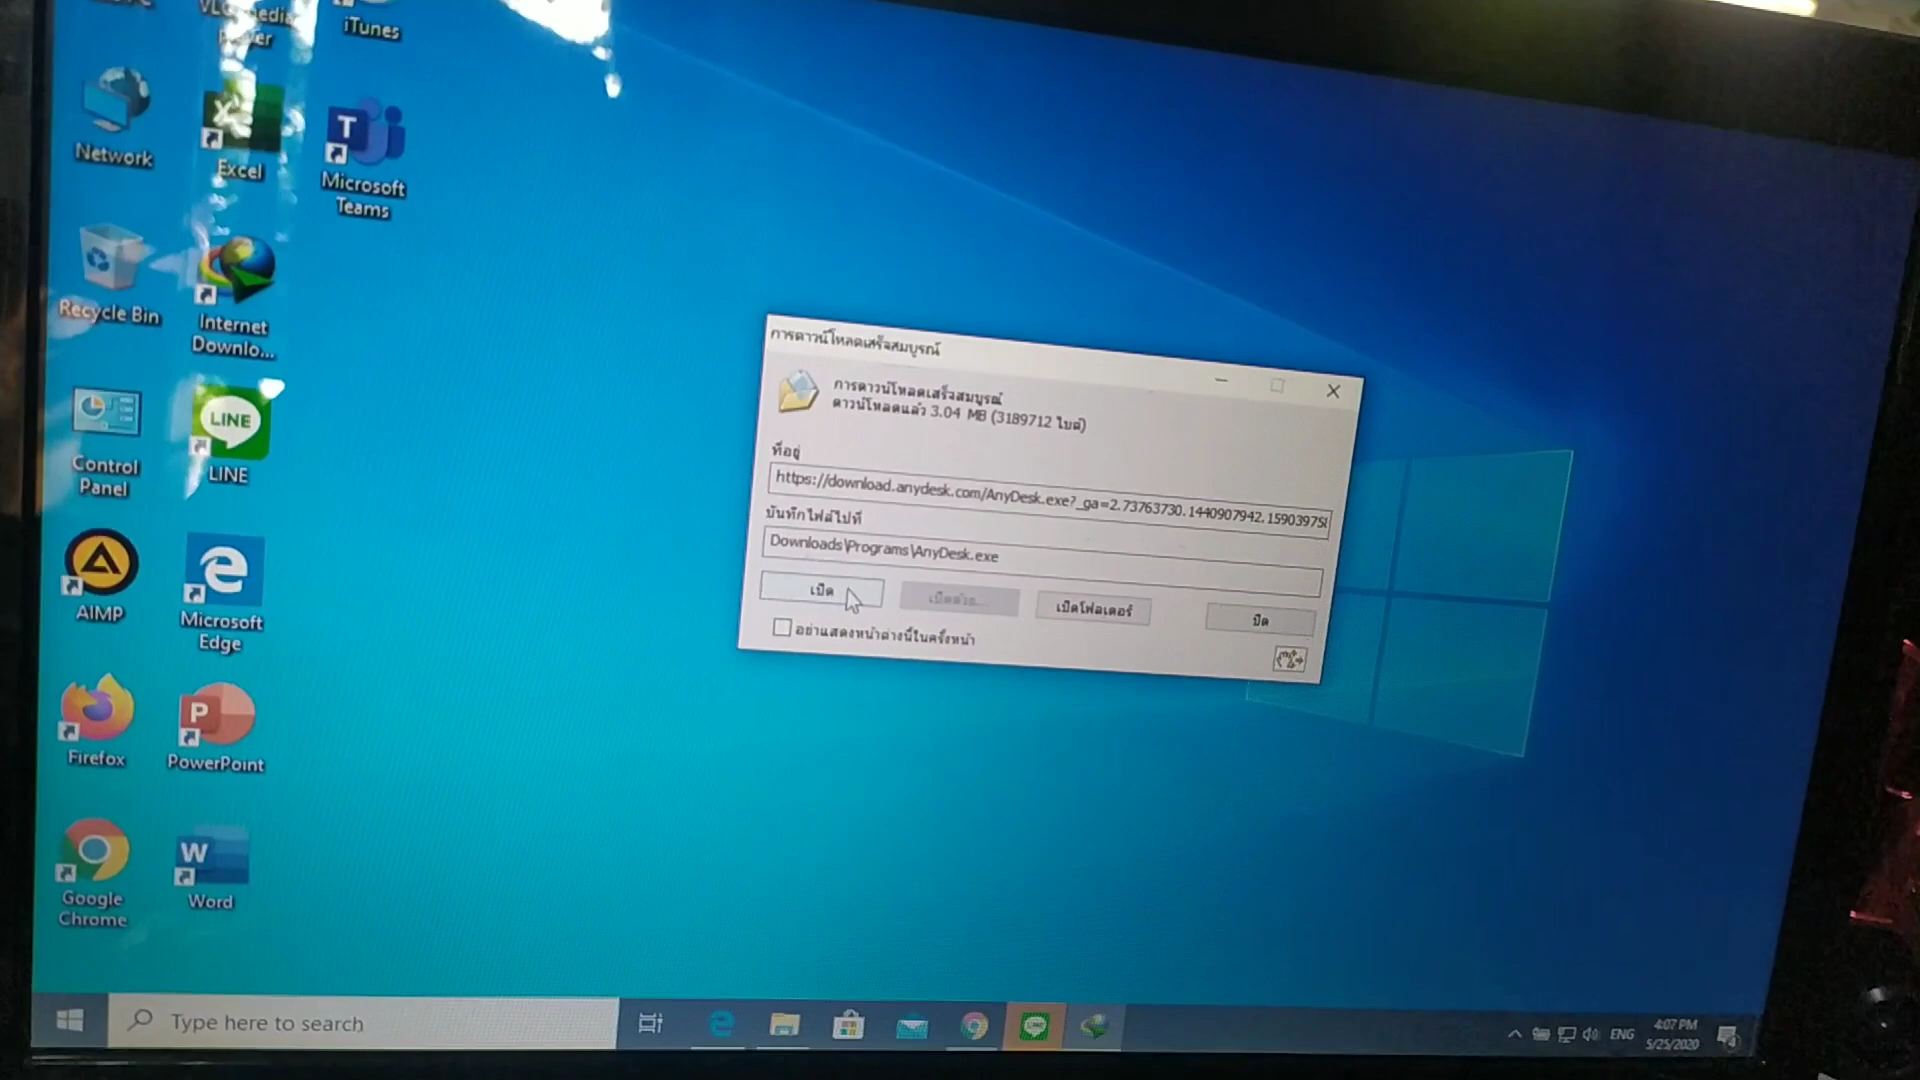 iTunes
Network
Excel
Microsoft
Teams
Recycle Bin
Internet
Downlo...
Control
Panel
LINE
LINE
AIMP
Microsoft
Edge
Firefox
PowerPoint
Google
Chrome
Word
การดาวน์โหลดเสร็จสมบูรณ์
การดาวน์โหลดเสร็จสมบูรณ์
ดาวน์โหลดแล้ว 3.04 MB (3189712 ไบต์)
ที่อยู่
https://download.anydesk.com/AnyDesk.exe?_ga=2.73763730.1440907942.159039758
บันทึกไฟล์ไปที่
Downloads\Programs\AnyDesk.exe
เปิด
เปิดด้วย...
เปิดโฟลเดอร์
ปิด
อย่าแสดงหน้าต่างนี้ในครั้งหน้า
Type here to search
ENG
4:07 PM
5/25/2020